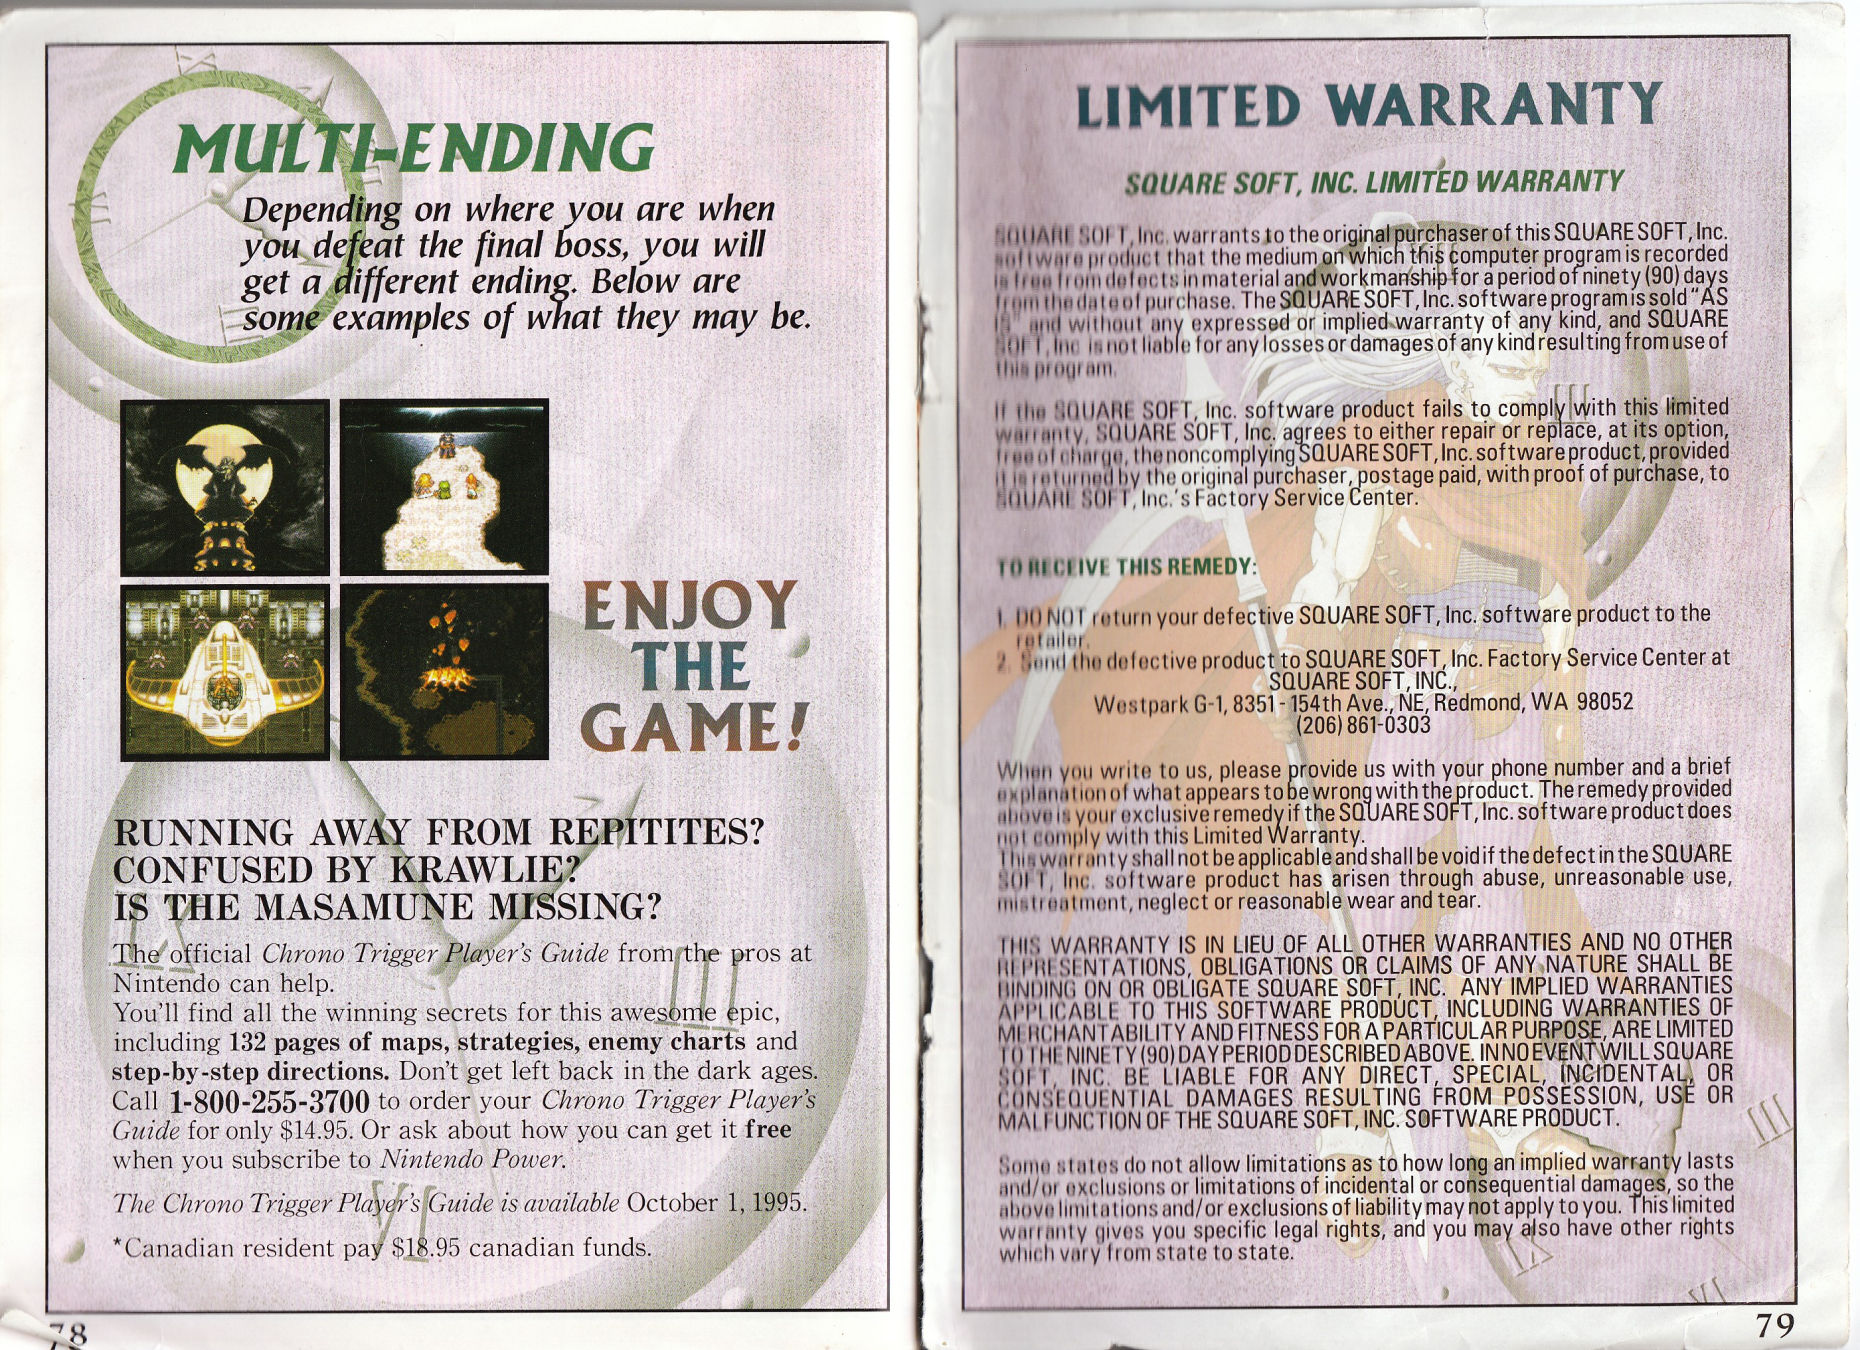 MULTI-ENDING
Depending on where you are when
you defeat the final boss, you will
get a different ending. Below are
some examples of what they may be.
ENJOY
THE
GAME!
RUNNING AWAY FROM REPITITES?
CONFUSED BY KRAWLIE?
IS THE MASAMUNE MISSING?
The official Chrono Trigger Player's Guide from the pros at
Nintendo can help.
You'll find all the winning secrets for this awesome epic,
including 132 pages of maps, strategies, enemy charts and
step-by-step directions. Don't get left back in the dark ages.
Call 1-800-255-3700 to order your Chrono Trigger Player's
Guide for only $14.95. Or ask about how you can get it free
when you subscribe to Nintendo Power.
The Chrono Trigger Player's Guide is available October 1, 1995.
*Canadian resident pay $18.95 canadian funds.
78
LIMITED WARRANTY
SQUARE SOFT, INC. LIMITED WARRANTY
SQUARE SOFT, Inc. warrants to the original purchaser of this SQUARE SOFT, Inc.
software product that the medium on which this computer program is recorded
is free from defects in material and workmanship for a period of ninety (90) days
from the date of purchase. The SQUARE SOFT, Inc. software program is sold "AS
IS" and without any expressed or implied warranty of any kind, and SQUARE
SOFT, Inc is not liable for any losses or damages of any kind resulting from use of
this program.
If the SQUARE SOFT, Inc. software product fails to comply with this limited
warranty, SQUARE SOFT, Inc. agrees to either repair or replace, at its option,
free of charge, the noncomplying SQUARE SOFT, Inc. software product, provided
it is returned by the original purchaser, postage paid, with proof of purchase, to
SQUARE SOFT, Inc.'s Factory Service Center.
TO RECEIVE THIS REMEDY:
1. DO NOT return your defective SQUARE SOFT, Inc. software product to the
retailer.
2. Send the defective product to SQUARE SOFT, Inc. Factory Service Center at
SQUARE SOFT, INC.,
Westpark G-1, 8351 - 154th Ave., NE, Redmond, WA 98052
(206) 861-0303
When you write to us, please provide us with your phone number and a brief
explanation of what appears to be wrong with the product. The remedy provided
above is your exclusive remedy if the SQUARE SOFT, Inc. software product does
not comply with this Limited Warranty.
This warranty shall not be applicable and shall be void if the defect in the SQUARE
SOFT, Inc. software product has arisen through abuse, unreasonable use,
mistreatment, neglect or reasonable wear and tear.
THIS WARRANTY IS IN LIEU OF ALL OTHER WARRANTIES AND NO OTHER
REPRESENTATIONS, OBLIGATIONS OR CLAIMS OF ANY NATURE SHALL BE
BINDING ON OR OBLIGATE SQUARE SOFT, INC. ANY IMPLIED WARRANTIES
APPLICABLE TO THIS SOFTWARE PRODUCT, INCLUDING WARRANTIES OF
MERCHANTABILITY AND FITNESS FOR A PARTICULAR PURPOSE, ARE LIMITED
TO THE NINETY (90) DAY PERIOD DESCRIBED ABOVE. IN NO EVENT WILL SQUARE
SOFT, INC. BE LIABLE FOR ANY DIRECT, SPECIAL, INCIDENTAL, OR
CONSEQUENTIAL DAMAGES RESULTING FROM POSSESSION, USE OR
MALFUNCTION OF THE SQUARE SOFT, INC. SOFTWARE PRODUCT.
Some states do not allow limitations as to how long an implied warranty lasts
and/or exclusions or limitations of incidental or consequential damages, so the
above limitations and/or exclusions of liability may not apply to you. This limited
warranty gives you specific legal rights, and you may also have other rights
which vary from state to state.
79